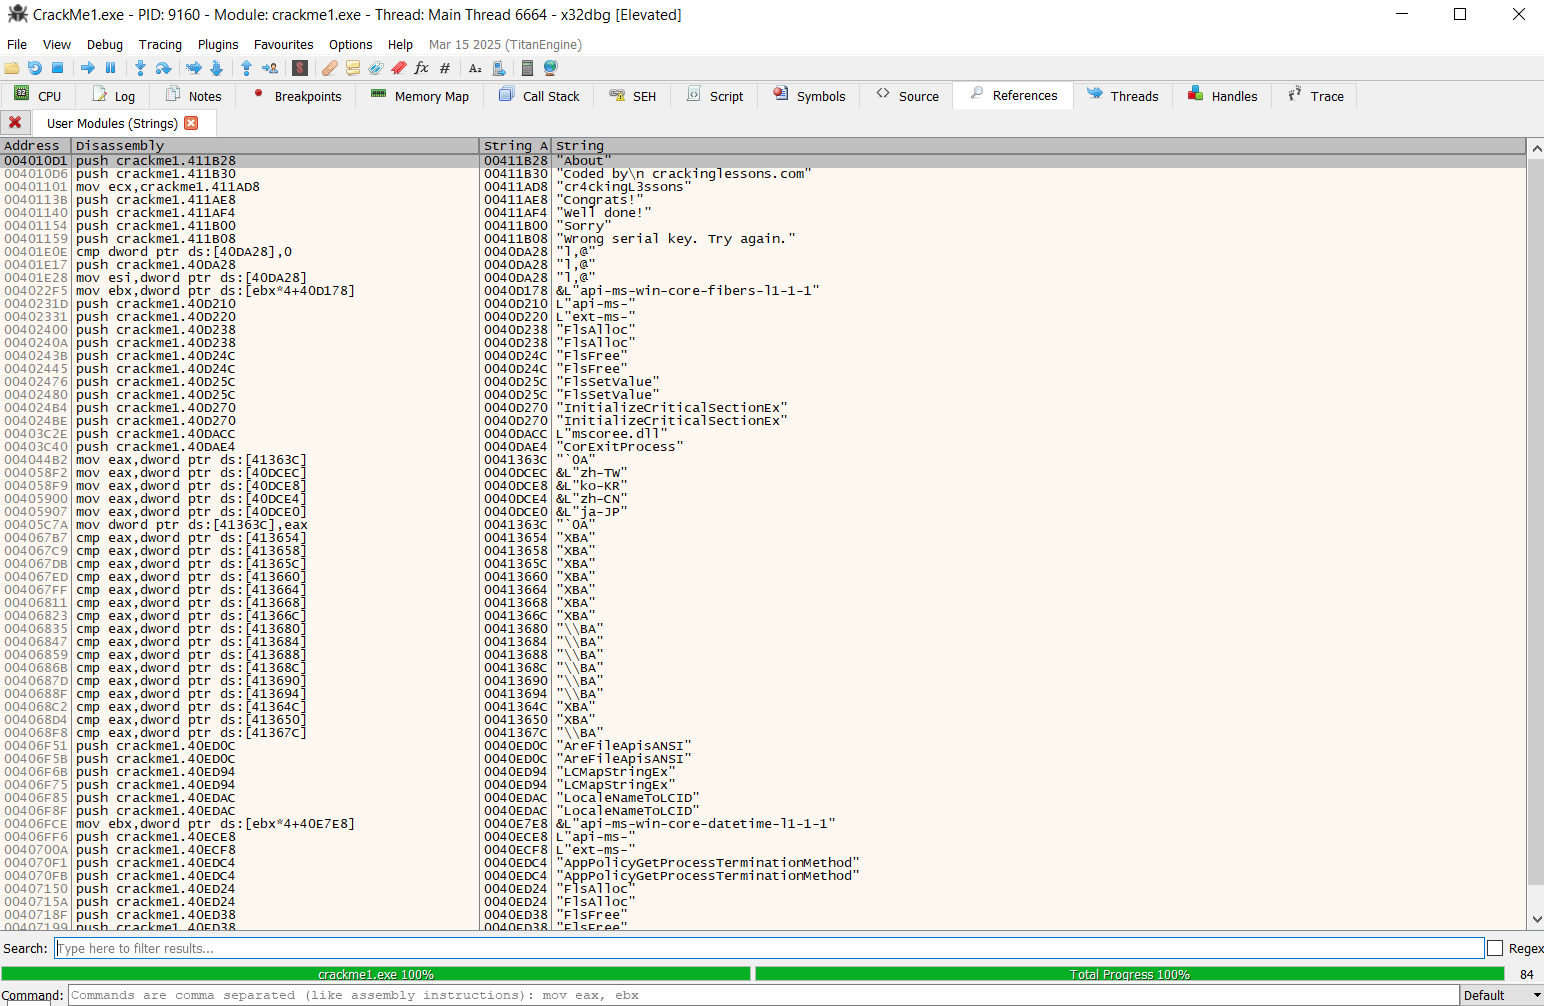 CrackMe1.exe - PID: 9160 - Module: crackme1.exe - Thread: Main Thread 6664 - x32dbg [Elevated]
File View Debug Tracing Plugins Favourites Options Help Mar 15 2025 (TitanEngine)
CPU Log Notes Breakpoints Memory Map Call Stack SEH Script Symbols Source References Threads Handles Trace
User Modules (Strings)
Address Disassembly String A String
004010D1 push crackme1.411B28 00411B28 "About"
004010D6 push crackme1.411B30 00411B30 "Coded by\n crackinglessons.com"
00401101 mov ecx,crackme1.411AD8 00411AD8 "cr4ckingL3ssons"
0040113B push crackme1.411AE8 00411AE8 "Congrats!"
00401140 push crackme1.411AF4 00411AF4 "Well done!"
00401154 push crackme1.411B00 00411B00 "Sorry"
00401159 push crackme1.411B08 00411B08 "Wrong serial key. Try again."
00401E0E cmp dword ptr ds:[40DA28],0 0040DA28 "l,@"
00401E17 push crackme1.40DA28 0040DA28 "l,@"
00401E28 mov esi,dword ptr ds:[40DA28] 0040DA28 "l,@"
004022F5 mov ebx,dword ptr ds:[ebx*4+40D178] 0040D178 &L"api-ms-win-core-fibers-l1-1-1"
0040231D push crackme1.40D210 0040D210 L"api-ms-"
00402331 push crackme1.40D220 0040D220 L"ext-ms-"
00402400 push crackme1.40D238 0040D238 "FlsAlloc"
0040240A push crackme1.40D238 0040D238 "FlsAlloc"
0040243B push crackme1.40D24C 0040D24C "FlsFree"
00402445 push crackme1.40D24C 0040D24C "FlsFree"
00402476 push crackme1.40D25C 0040D25C "FlsSetValue"
00402480 push crackme1.40D25C 0040D25C "FlsSetValue"
004024B4 push crackme1.40D270 0040D270 "InitializeCriticalSectionEx"
004024BE push crackme1.40D270 0040D270 "InitializeCriticalSectionEx"
00403C2E push crackme1.40DACC 0040DACC L"mscoree.dll"
00403C40 push crackme1.40DAE4 0040DAE4 "CorExitProcess"
004044B2 mov eax,dword ptr ds:[41363C] 0041363C "`0A"
004058F2 mov eax,dword ptr ds:[40DCEC] 0040DCEC &L"zh-TW"
004058F9 mov eax,dword ptr ds:[40DCE8] 0040DCE8 &L"ko-KR"
00405900 mov eax,dword ptr ds:[40DCE4] 0040DCE4 &L"zh-CN"
00405907 mov eax,dword ptr ds:[40DCE0] 0040DCE0 &L"ja-JP"
00405C7A mov dword ptr ds:[41363C],eax 0041363C "`0A"
004067B7 cmp eax,dword ptr ds:[413654] 00413654 "XBA"
004067C9 cmp eax,dword ptr ds:[413658] 00413658 "XBA"
004067DB cmp eax,dword ptr ds:[41365C] 0041365C "XBA"
004067ED cmp eax,dword ptr ds:[413660] 00413660 "XBA"
004067FF cmp eax,dword ptr ds:[413664] 00413664 "XBA"
00406811 cmp eax,dword ptr ds:[413668] 00413668 "XBA"
00406823 cmp eax,dword ptr ds:[41366C] 0041366C "XBA"
00406835 cmp eax,dword ptr ds:[413680] 00413680 "\\BA"
00406847 cmp eax,dword ptr ds:[413684] 00413684 "\\BA"
00406859 cmp eax,dword ptr ds:[413688] 00413688 "\\BA"
0040686B cmp eax,dword ptr ds:[41368C] 0041368C "\\BA"
0040687D cmp eax,dword ptr ds:[413690] 00413690 "\\BA"
0040688F cmp eax,dword ptr ds:[413694] 00413694 "\\BA"
004068C2 cmp eax,dword ptr ds:[41364C] 0041364C "XBA"
004068D4 cmp eax,dword ptr ds:[413650] 00413650 "XBA"
004068F8 cmp eax,dword ptr ds:[41367C] 0041367C "\\BA"
00406F51 push crackme1.40ED0C 0040ED0C "AreFileApisANSI"
00406F5B push crackme1.40ED0C 0040ED0C "AreFileApisANSI"
00406F6B push crackme1.40ED94 0040ED94 "LCMapStringEx"
00406F75 push crackme1.40ED94 0040ED94 "LCMapStringEx"
00406F85 push crackme1.40EDAC 0040EDAC "LocaleNameToLCID"
00406F8F push crackme1.40EDAC 0040EDAC "LocaleNameToLCID"
00406FCE mov ebx,dword ptr ds:[ebx*4+40E7E8] 0040E7E8 &L"api-ms-win-core-datetime-l1-1-1"
00406FF6 push crackme1.40ECE8 0040ECE8 L"api-ms-"
0040700A push crackme1.40ECF8 0040ECF8 L"ext-ms-"
004070F1 push crackme1.40EDC4 0040EDC4 "AppPolicyGetProcessTerminationMethod"
004070FB push crackme1.40EDC4 0040EDC4 "AppPolicyGetProcessTerminationMethod"
00407150 push crackme1.40ED24 0040ED24 "FlsAlloc"
0040715A push crackme1.40ED24 0040ED24 "FlsAlloc"
0040718F push crackme1.40ED38 0040ED38 "FlsFree"
00407199 push crackme1.40ED38 0040ED38 "FlsFree"
Search: Type here to filter results... Regex
crackme1.exe 100% Total Progress 100% 84
Command: Commands are comma separated (like assembly instructions): mov eax, ebx Default